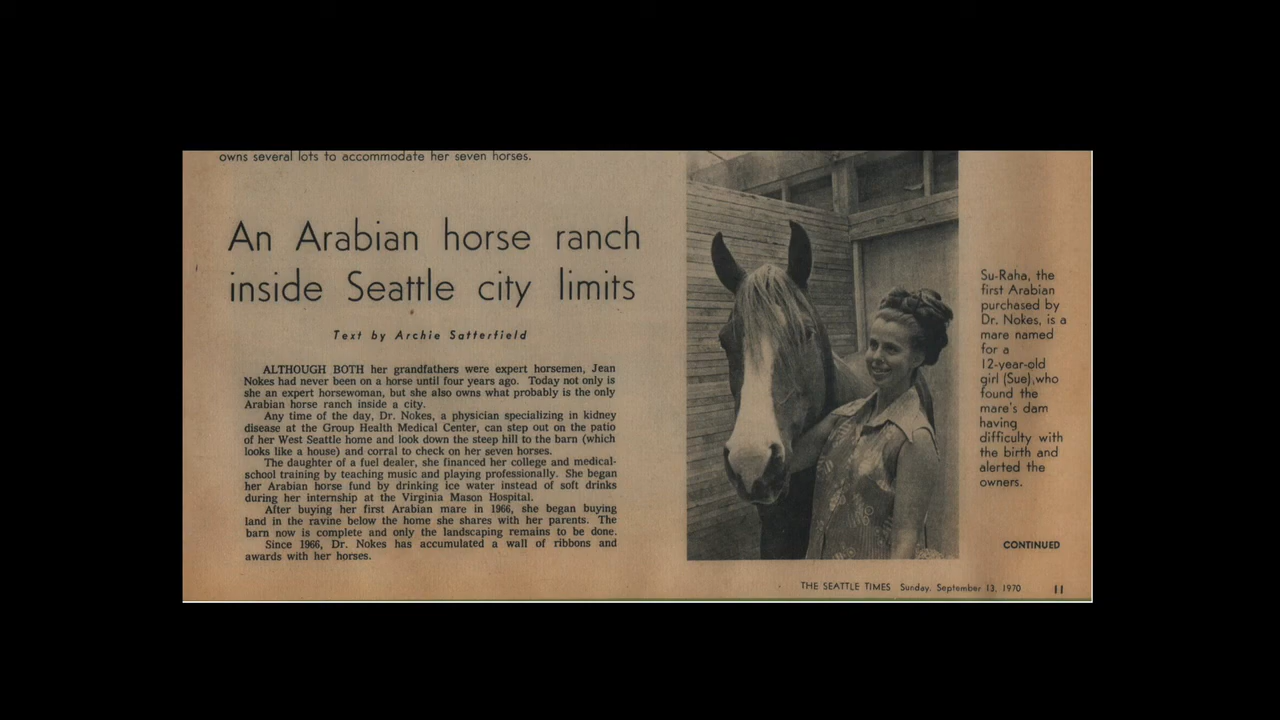 owns several lots to accommodate her seven horses.
An Arabian horse ranch
inside Seattle city limits
Text by Archie Satterfield
ALTHOUGH BOTH her grandfathers were expert horsemen, Jean
Nokes had never been on a horse until four years ago. Today not only is
she an expert horsewoman, but she also owns what probably is the only
Arabian horse ranch inside a city.
Any time of the day, Dr. Nokes, a physician specializing in kidney
disease at the Group Health Medical Center, can step out on the patio
of her West Seattle home and look down the steep hill to the barn (which
looks like a house) and corral to check on her seven horses.
The daughter of a fuel dealer, she financed her college and medical-
school training by teaching music and playing professionally. She began
her Arabian horse fund by drinking ice water instead of soft drinks
during her internship at the Virginia Mason Hospital.
After buying her first Arabian mare in 1966, she began buying
land in the ravine below the home she shares with her parents. The
barn now is complete and only the landscaping remains to be done.
Since 1966, Dr. Nokes has accumulated a wall of ribbons and
awards with her horses.
Su-Raha, the
first Arabian
purchased by
Dr. Nokes, is a
mare named
for a
12-year-old
girl (Sue),who
found the
mare's dam
having
difficulty with
the birth and
alerted the
owners.
CONTINUED
THE SEATTLE TIMES Sunday, September 13, 1970 11